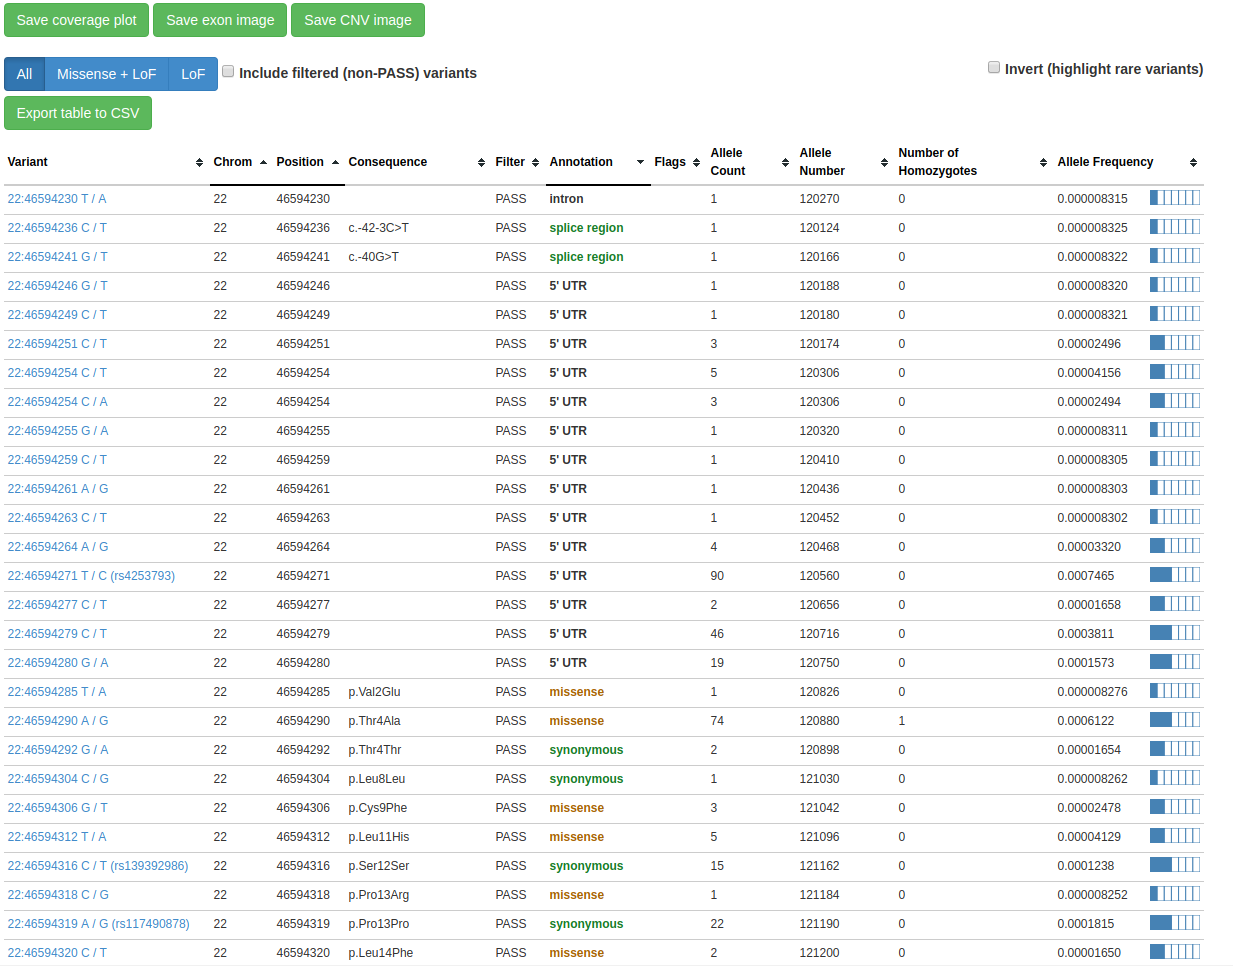 Save coverage plot Save exon image Save CNV image
All Missense + LoF LoF Include filtered (non-PASS) variants Invert (highlight rare variants)
Export table to CSV
Variant Chrom Position Consequence Filter Annotation Flags Allele Count Allele Number Number of Homozygotes Allele Frequency
22:46594230 T / A 22 46594230 PASS intron 1 120270 0 0.000008315
22:46594236 C / T 22 46594236 c.-42-3C>T PASS splice region 1 120124 0 0.000008325
22:46594241 G / T 22 46594241 c.-40G>T PASS splice region 1 120166 0 0.000008322
22:46594246 G / T 22 46594246 PASS 5' UTR 1 120188 0 0.000008320
22:46594249 C / T 22 46594249 PASS 5' UTR 1 120180 0 0.000008321
22:46594251 C / T 22 46594251 PASS 5' UTR 3 120174 0 0.00002496
22:46594254 C / T 22 46594254 PASS 5' UTR 5 120306 0 0.00004156
22:46594254 C / A 22 46594254 PASS 5' UTR 3 120306 0 0.00002494
22:46594255 G / A 22 46594255 PASS 5' UTR 1 120320 0 0.000008311
22:46594259 C / T 22 46594259 PASS 5' UTR 1 120410 0 0.000008305
22:46594261 A / G 22 46594261 PASS 5' UTR 1 120436 0 0.000008303
22:46594263 C / T 22 46594263 PASS 5' UTR 1 120452 0 0.000008302
22:46594264 A / G 22 46594264 PASS 5' UTR 4 120468 0 0.00003320
22:46594271 T / C (rs4253793) 22 46594271 PASS 5' UTR 90 120560 0 0.0007465
22:46594277 C / T 22 46594277 PASS 5' UTR 2 120656 0 0.00001658
22:46594279 C / T 22 46594279 PASS 5' UTR 46 120716 0 0.0003811
22:46594280 G / A 22 46594280 PASS 5' UTR 19 120750 0 0.0001573
22:46594285 T / A 22 46594285 p.Val2Glu PASS missense 1 120826 0 0.000008276
22:46594290 A / G 22 46594290 p.Thr4Ala PASS missense 74 120880 1 0.0006122
22:46594292 G / A 22 46594292 p.Thr4Thr PASS synonymous 2 120898 0 0.00001654
22:46594304 C / G 22 46594304 p.Leu8Leu PASS synonymous 1 121030 0 0.000008262
22:46594306 G / T 22 46594306 p.Cys9Phe PASS missense 3 121042 0 0.00002478
22:46594312 T / A 22 46594312 p.Leu11His PASS missense 5 121096 0 0.00004129
22:46594316 C / T (rs139392986) 22 46594316 p.Ser12Ser PASS synonymous 15 121162 0 0.0001238
22:46594318 C / G 22 46594318 p.Pro13Arg PASS missense 1 121184 0 0.000008252
22:46594319 A / G (rs117490878) 22 46594319 p.Pro13Pro PASS synonymous 22 121190 0 0.0001815
22:46594320 C / T 22 46594320 p.Leu14Phe PASS missense 2 121200 0 0.00001650